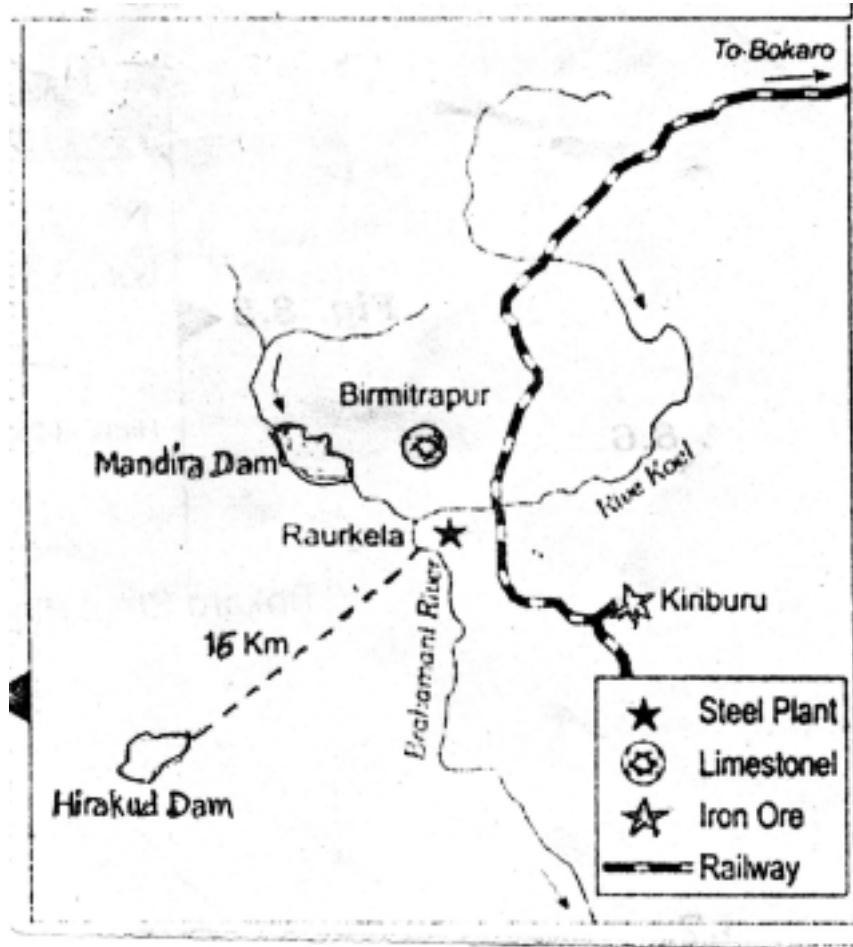 To Bokaro
Birmitrapur
Mandira Dam
Raurkela
Koel
Kiriburu
16 Km
Brahamani River
Hirakud Dam
Steel Plant
Limestonel
Iron Ore
Railway